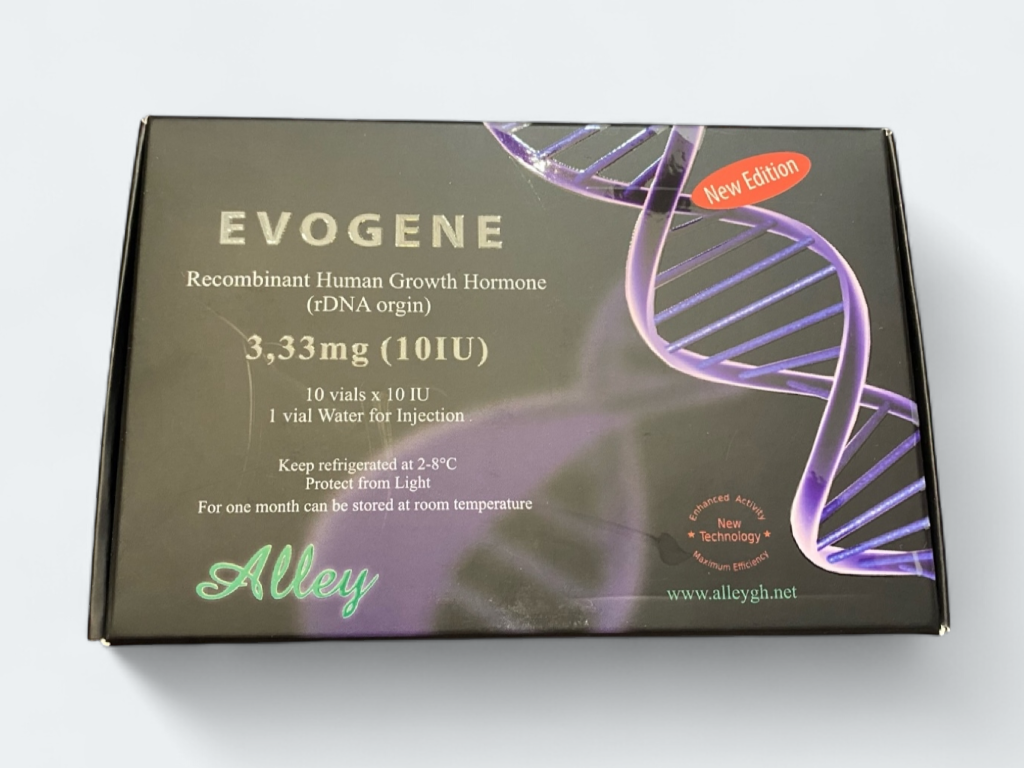 New Edition
EVOGENE
Recombinant Human Growth Hormone
(rDNA orgin)
3,33mg (10IU)
10 vials x 10 IU
1 vial Water for Injection
Keep refrigerated at 2-8°C
Protect from Light
For one month can be stored at room temperature
Alley
Enhanced Activity
New
Technology
Maximum Efficiency
www.alleygh.net